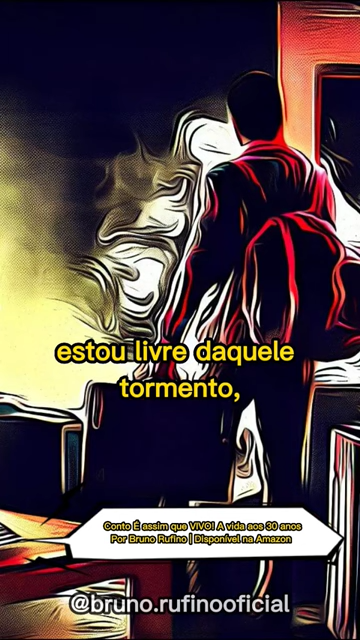 estou livre daquele
tormento,
Conto É assim que VIVO! A vida aos 30 anos
Por Bruno Rufino | Disponível na Amazon
@bruno.rufinooficial